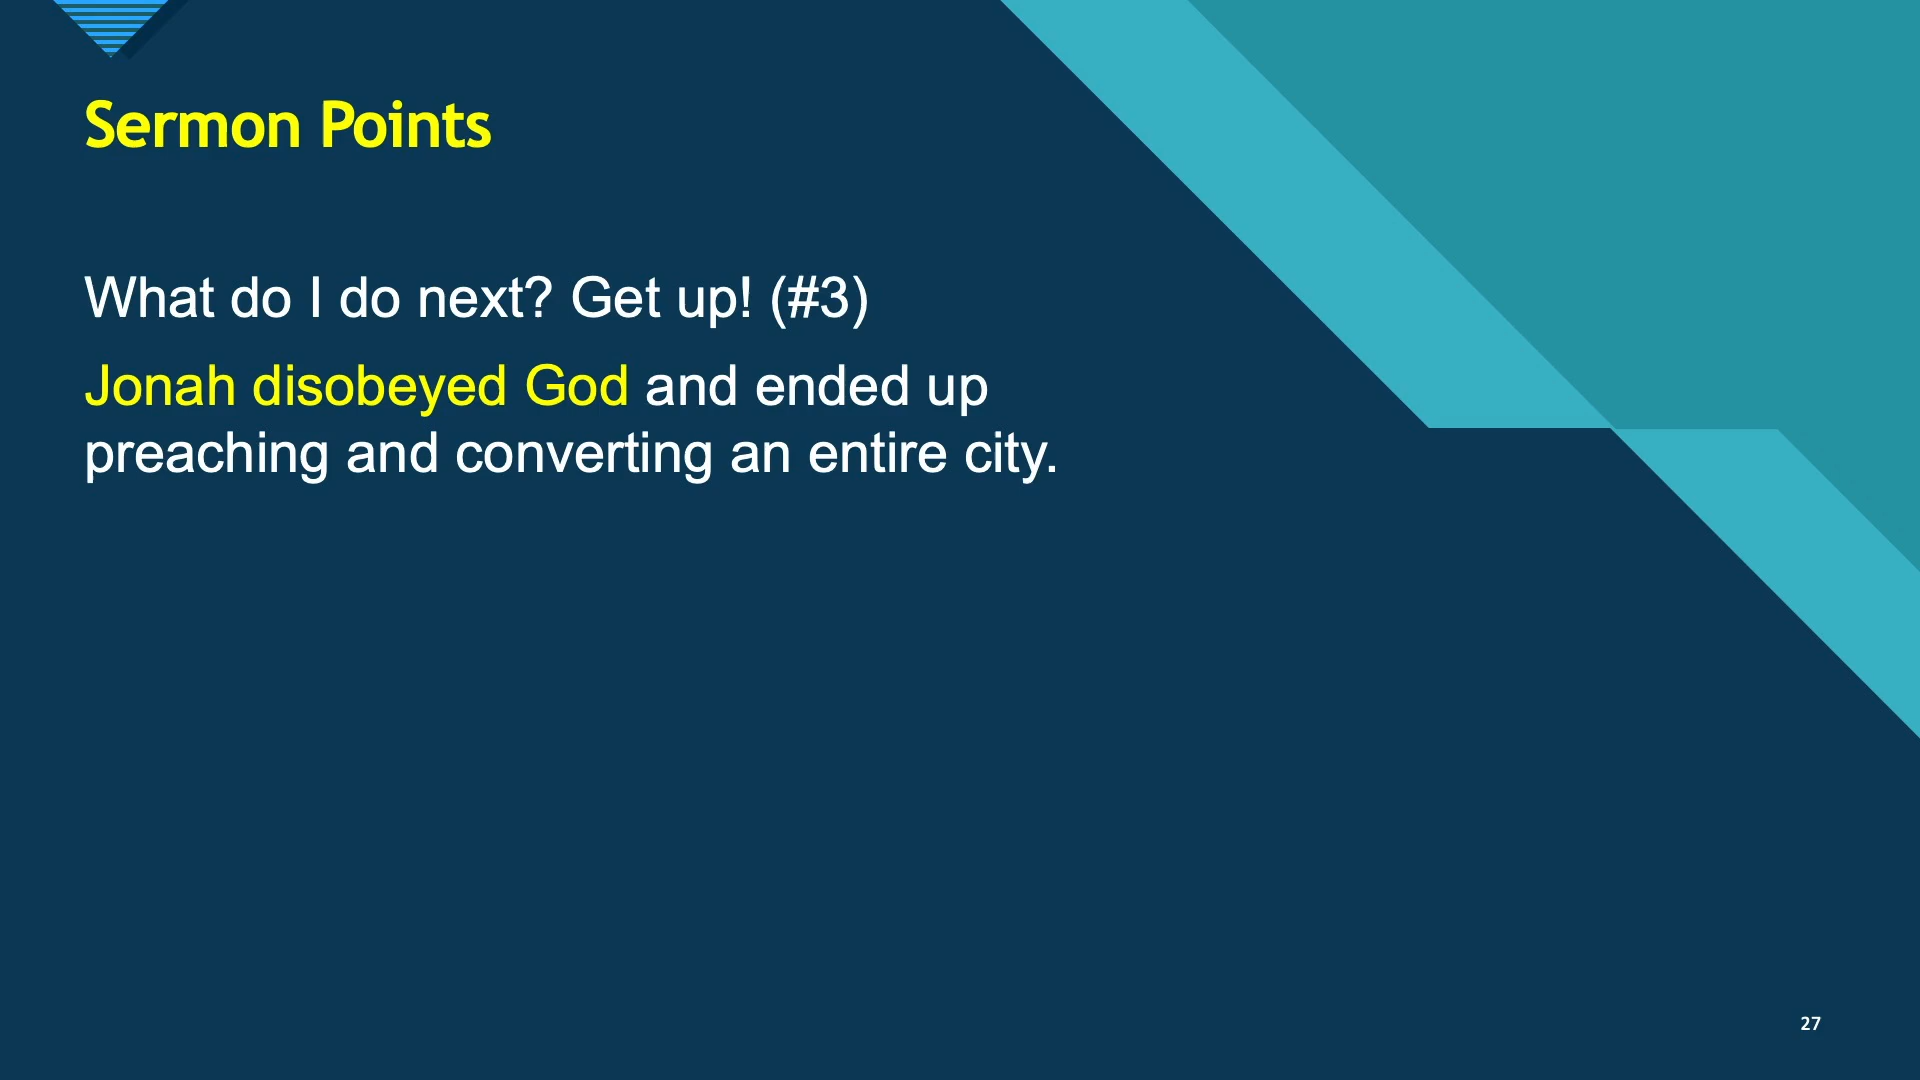 Sermon Points
What do I do next? Get up! (#3)
Jonah disobeyed God and ended up
preaching and converting an entire city.
27